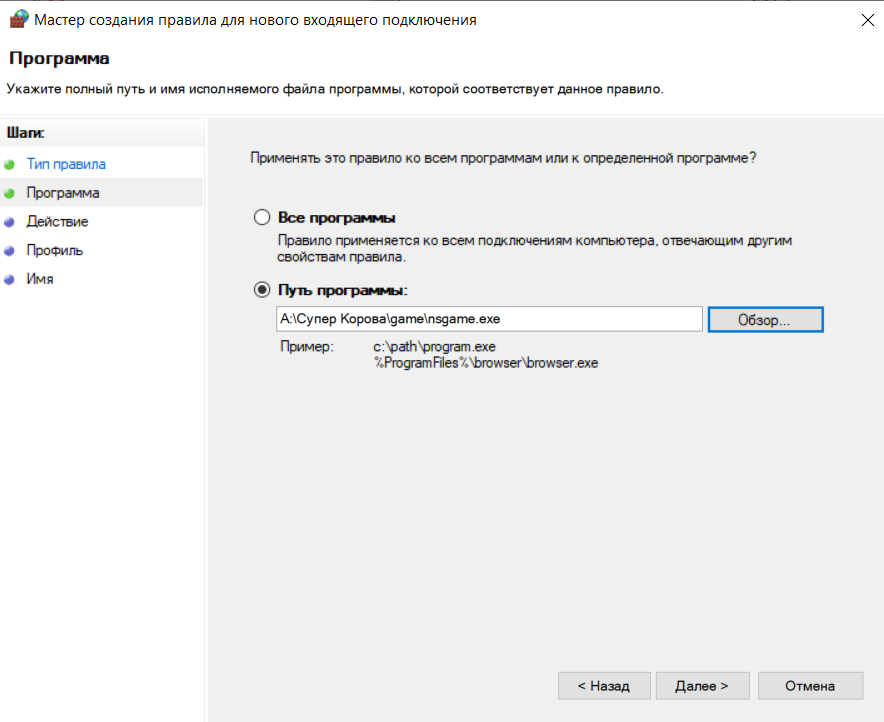 Мастер создания правила для нового входящего подключения
Программа
Укажите полный путь и имя исполняемого файла программы, которой соответствует данное правило.
Шаги:
Тип правила
Программа
Действие
Профиль
Имя
Применять это правило ко всем программам или к определенной программе?
Все программы
Правило применяется ко всем подключениям компьютера, отвечающим другим
свойствам правила.
Путь программы:
A:\Супер Корова\game\nsgame.exe
Обзор...
Пример: c:\path\program.exe
%ProgramFiles%\browser\browser.exe
< Назад
Далее >
Отмена